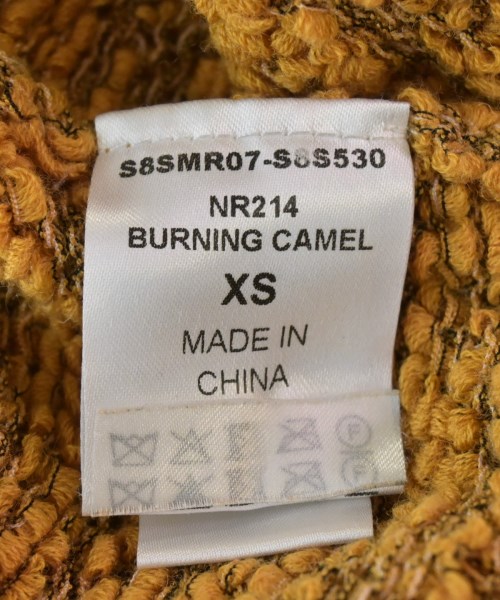 S8SMR07-S8S530
NR214
BURNING CAMEL
XS
MADE IN
CHINA
P